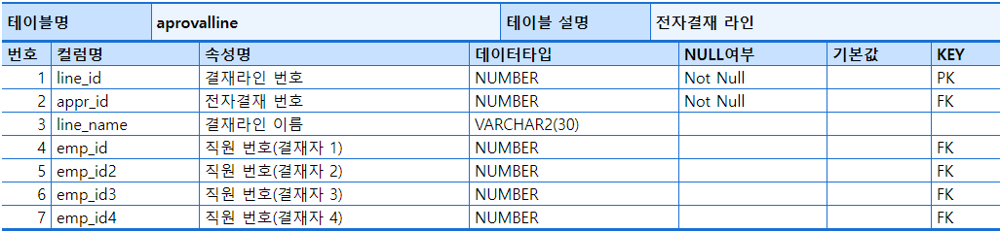 테이블명 aprovalline 테이블 설명 전자결재 라인
번호 컬럼명 속성명 데이터타입 NULL여부 기본값 KEY
1 line_id 결재라인 번호 NUMBER Not Null PK
2 appr_id 전자결재 번호 NUMBER Not Null FK
3 line_name 결재라인 이름 VARCHAR2(30)
4 emp_id 직원 번호(결재자 1) NUMBER FK
5 emp_id2 직원 번호(결재자 2) NUMBER FK
6 emp_id3 직원 번호(결재자 3) NUMBER FK
7 emp_id4 직원 번호(결재자 4) NUMBER FK